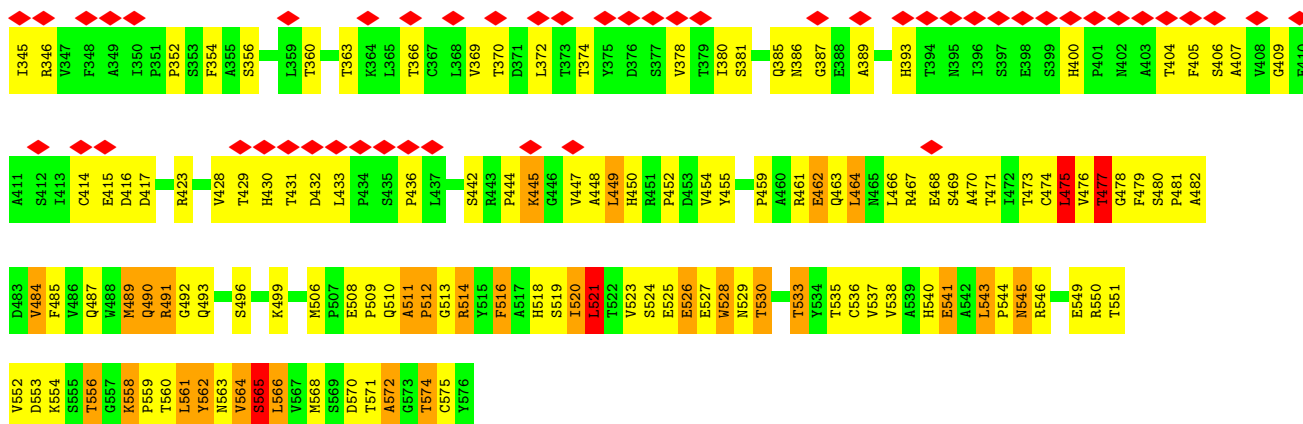 I345 R346 V347 F348 A349 I350 P351 P352 S353 F354 A355 S356 L359 T360 T363 K364 L365 T366 C367 L368 V369 T370 D371 L372 T373 T374 Y375 D376 S377 V378 T379 I380 S381 Q385 N386 G387 E388 A389 H393 T394 N395 I396 S397 E398 S399 H400 P401 N402 A403 T404 F405 S406 A407 V408 G409 E410
A411 S412 I413 C414 E415 D416 D417 R423 V428 T429 H430 T431 D432 L433 P434 S435 P436 L437 S442 R443 P444 K445 G446 V447 A448 L449 H450 R451 P452 D453 V454 Y455 P459 A460 R461 E462 Q463 L464 N465 L466 R467 E468 S469 A470 T471 I472 T473 C474 L475 V476 T477 G478 F479 S480 P481 A482
D483 V484 F485 V486 Q487 W488 M489 Q490 R491 G492 Q493 S496 K499 M506 P507 E508 P509 Q510 A511 P512 G513 R514 Y515 F516 A517 H518 S519 I520 L521 T522 V523 S524 E525 E526 E527 W528 N529 T530 T533 Y534 T535 C536 V537 V538 A539 H540 E541 A542 L543 P544 N545 R546 E549 R550 T551
V552 D553 K554 S555 T556 G557 K558 P559 T560 L561 Y562 N563 V564 S565 L566 V567 M568 S569 D570 T571 A572 G573 T574 C575 Y576